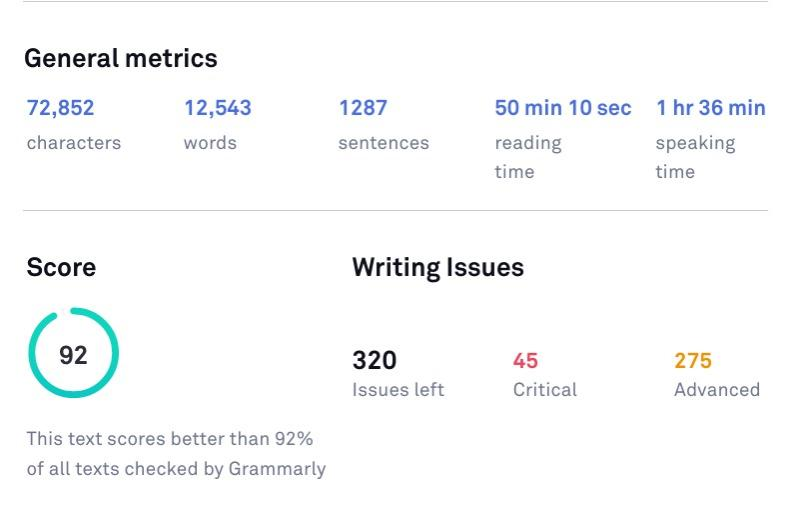 General metrics
72,852 12,543 1287 50 min 10 sec 1 hr 36 min
characters words sentences reading time speaking time
Score Writing Issues
92
320 45 275
Issues left Critical Advanced
This text scores better than 92%
of all texts checked by Grammarly